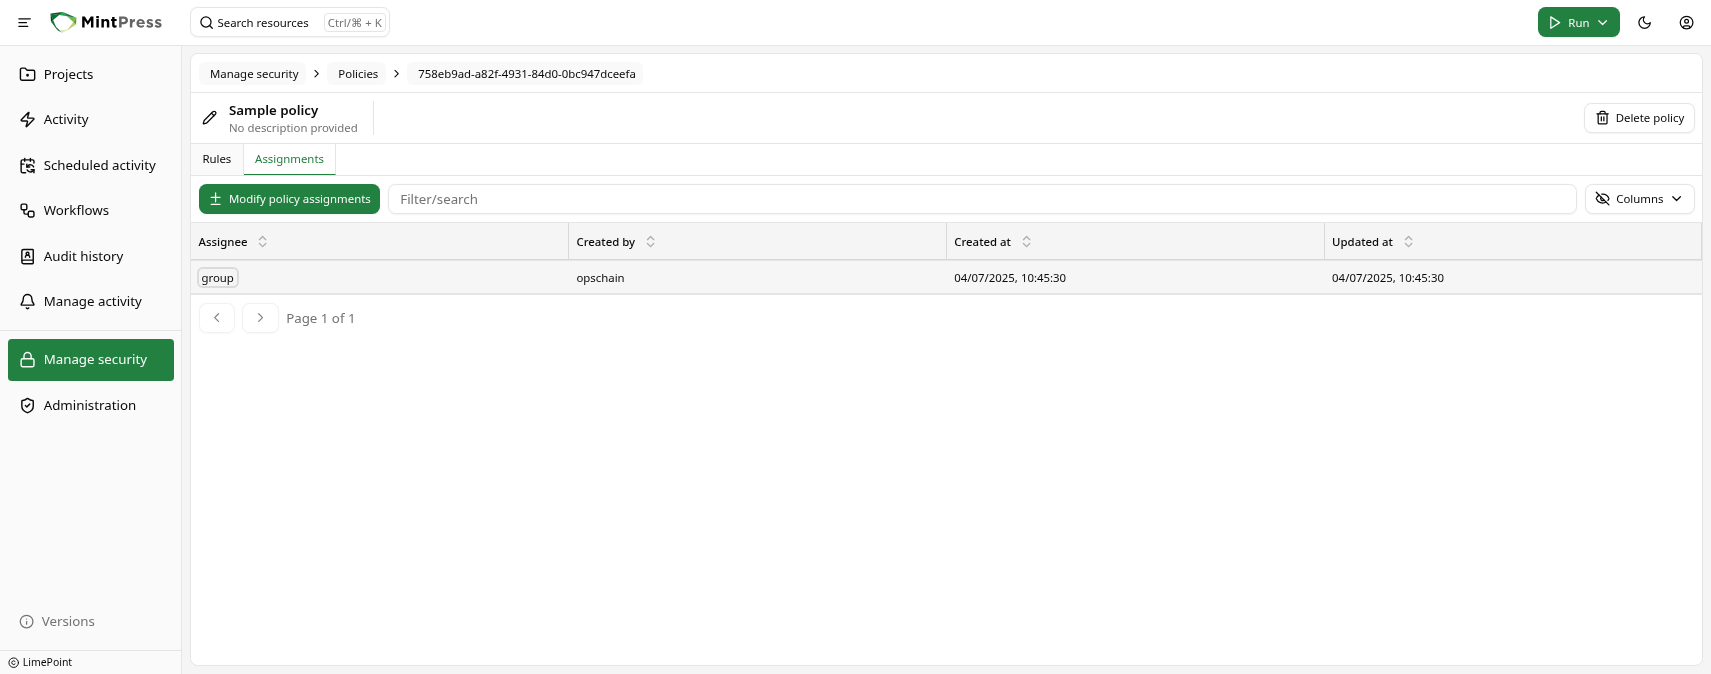 MintPress
Search resources Ctrl/⌘ + K
Run
Projects
Activity
Scheduled activity
Workflows
Audit history
Manage activity
Manage security
Administration
Versions
LimePoint
Manage security > Policies > 758eb9ad-a82f-4931-84d0-0bc947dceefa
Sample policy
No description provided
Delete policy
Rules Assignments
Modify policy assignments Filter/search Columns
Assignee Created by Created at Updated at
group opschain 04/07/2025, 10:45:30 04/07/2025, 10:45:30
Page 1 of 1